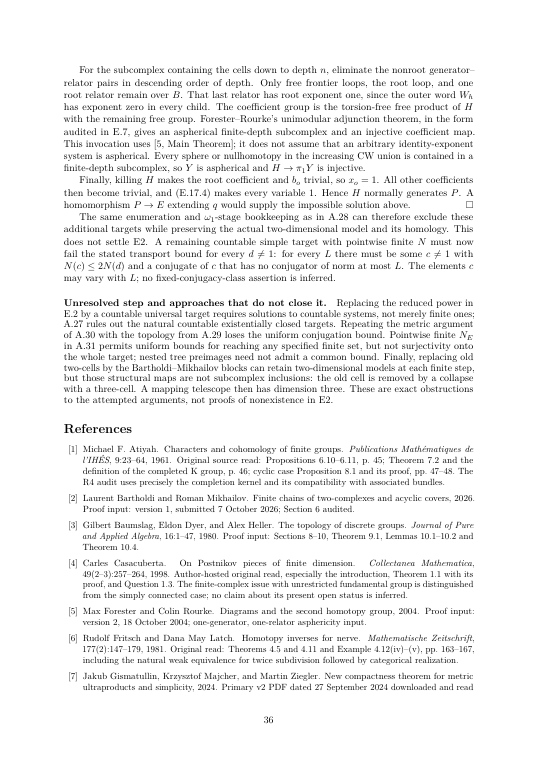 For the subcomplex containing the cells down to depth n, eliminate the nonroot generator–
relator pairs in descending order of depth. Only free frontier loops, the root loop, and one
root relator remain over B. That last relator has root exponent one, since the outer word W_h
has exponent zero in every child. The coefficient group is the torsion-free free product of H
with the remaining free group. Forester–Rourke's unimodular adjunction theorem, in the form
audited in E.7, gives an aspherical finite-depth subcomplex and an injective coefficient map.
This invocation uses [5, Main Theorem]; it does not assume that an arbitrary identity-exponent
system is aspherical. Every sphere or nullhomotopy in the increasing CW union is contained in a
finite-depth subcomplex, so Y is aspherical and H → π₁Y is injective.
Finally, killing H makes the root coefficient and b_o trivial, so x_o = 1. All other coefficients
then become trivial, and (E.17.4) makes every variable 1. Hence H normally generates P. A
homomorphism P → E extending q would supply the impossible solution above. □
The same enumeration and ω₁-stage bookkeeping as in A.28 can therefore exclude these
additional targets while preserving the actual two-dimensional model and its homology. This
does not settle E2. A remaining countable simple target with pointwise finite N must now
fail the stated transport bound for every d ≠ 1: for every L there must be some c ≠ 1 with
N(c) ≤ 2N(d) and a conjugate of c that has no conjugator of norm at most L. The elements c
may vary with L; no fixed-conjugacy-class assertion is inferred.
Unresolved step and approaches that do not close it. Replacing the reduced power in
E.2 by a countable universal target requires solutions to countable systems, not merely finite ones;
A.27 rules out the natural countable existentially closed targets. Repeating the metric argument
of A.30 with the topology from A.29 loses the uniform conjugation bound. Pointwise finite N_E
in A.31 permits uniform bounds for reaching any specified finite set, but not surjectivity onto
the whole target; nested tree preimages need not admit a common bound. Finally, replacing old
two-cells by the Bartholdi–Mikhailov blocks can retain two-dimensional models at each finite step,
but those structural maps are not subcomplex inclusions: the old cell is removed by a collapse
with a three-cell. A mapping telescope then has dimension three. These are exact obstructions
to the attempted arguments, not proofs of nonexistence in E2.
References
[1] Michael F. Atiyah. Characters and cohomology of finite groups. Publications Mathématiques de
l'IHÉS, 9:23–64, 1961. Original source read: Propositions 6.10–6.11, p. 45; Theorem 7.2 and the
definition of the completed K group, p. 46; cyclic case Proposition 8.1 and its proof, pp. 47–48. The
R4 audit uses precisely the completion kernel and its compatibility with associated bundles.
[2] Laurent Bartholdi and Roman Mikhailov. Finite chains of two-complexes and acyclic covers, 2026.
Proof input: version 1, submitted 7 October 2026; Section 6 audited.
[3] Gilbert Baumslag, Eldon Dyer, and Alex Heller. The topology of discrete groups. Journal of Pure
and Applied Algebra, 16:1–47, 1980. Proof input: Sections 8–10, Theorem 9.1, Lemmas 10.1–10.2 and
Theorem 10.4.
[4] Carles Casacuberta. On Postnikov pieces of finite dimension. Collectanea Mathematica,
49(2–3):257–264, 1998. Author-hosted original read, especially the introduction, Theorem 1.1 with its
proof, and Question 1.3. The finite-complex issue with unrestricted fundamental group is distinguished
from the simply connected case; no claim about its present open status is inferred.
[5] Max Forester and Colin Rourke. Diagrams and the second homotopy group, 2004. Proof input:
version 2, 18 October 2004; one-generator, one-relator asphericity input.
[6] Rudolf Fritsch and Dana May Latch. Homotopy inverses for nerve. Mathematische Zeitschrift,
177(2):147–179, 1981. Original read: Theorems 4.5 and 4.11 and Example 4.12(iv)–(v), pp. 163–167,
including the natural weak equivalence for twice subdivision followed by categorical realization.
[7] Jakub Gismatullin, Krzysztof Majcher, and Martin Ziegler. New compactness theorem for metric
ultraproducts and simplicity, 2024. Primary v2 PDF dated 27 September 2024 downloaded and read
36